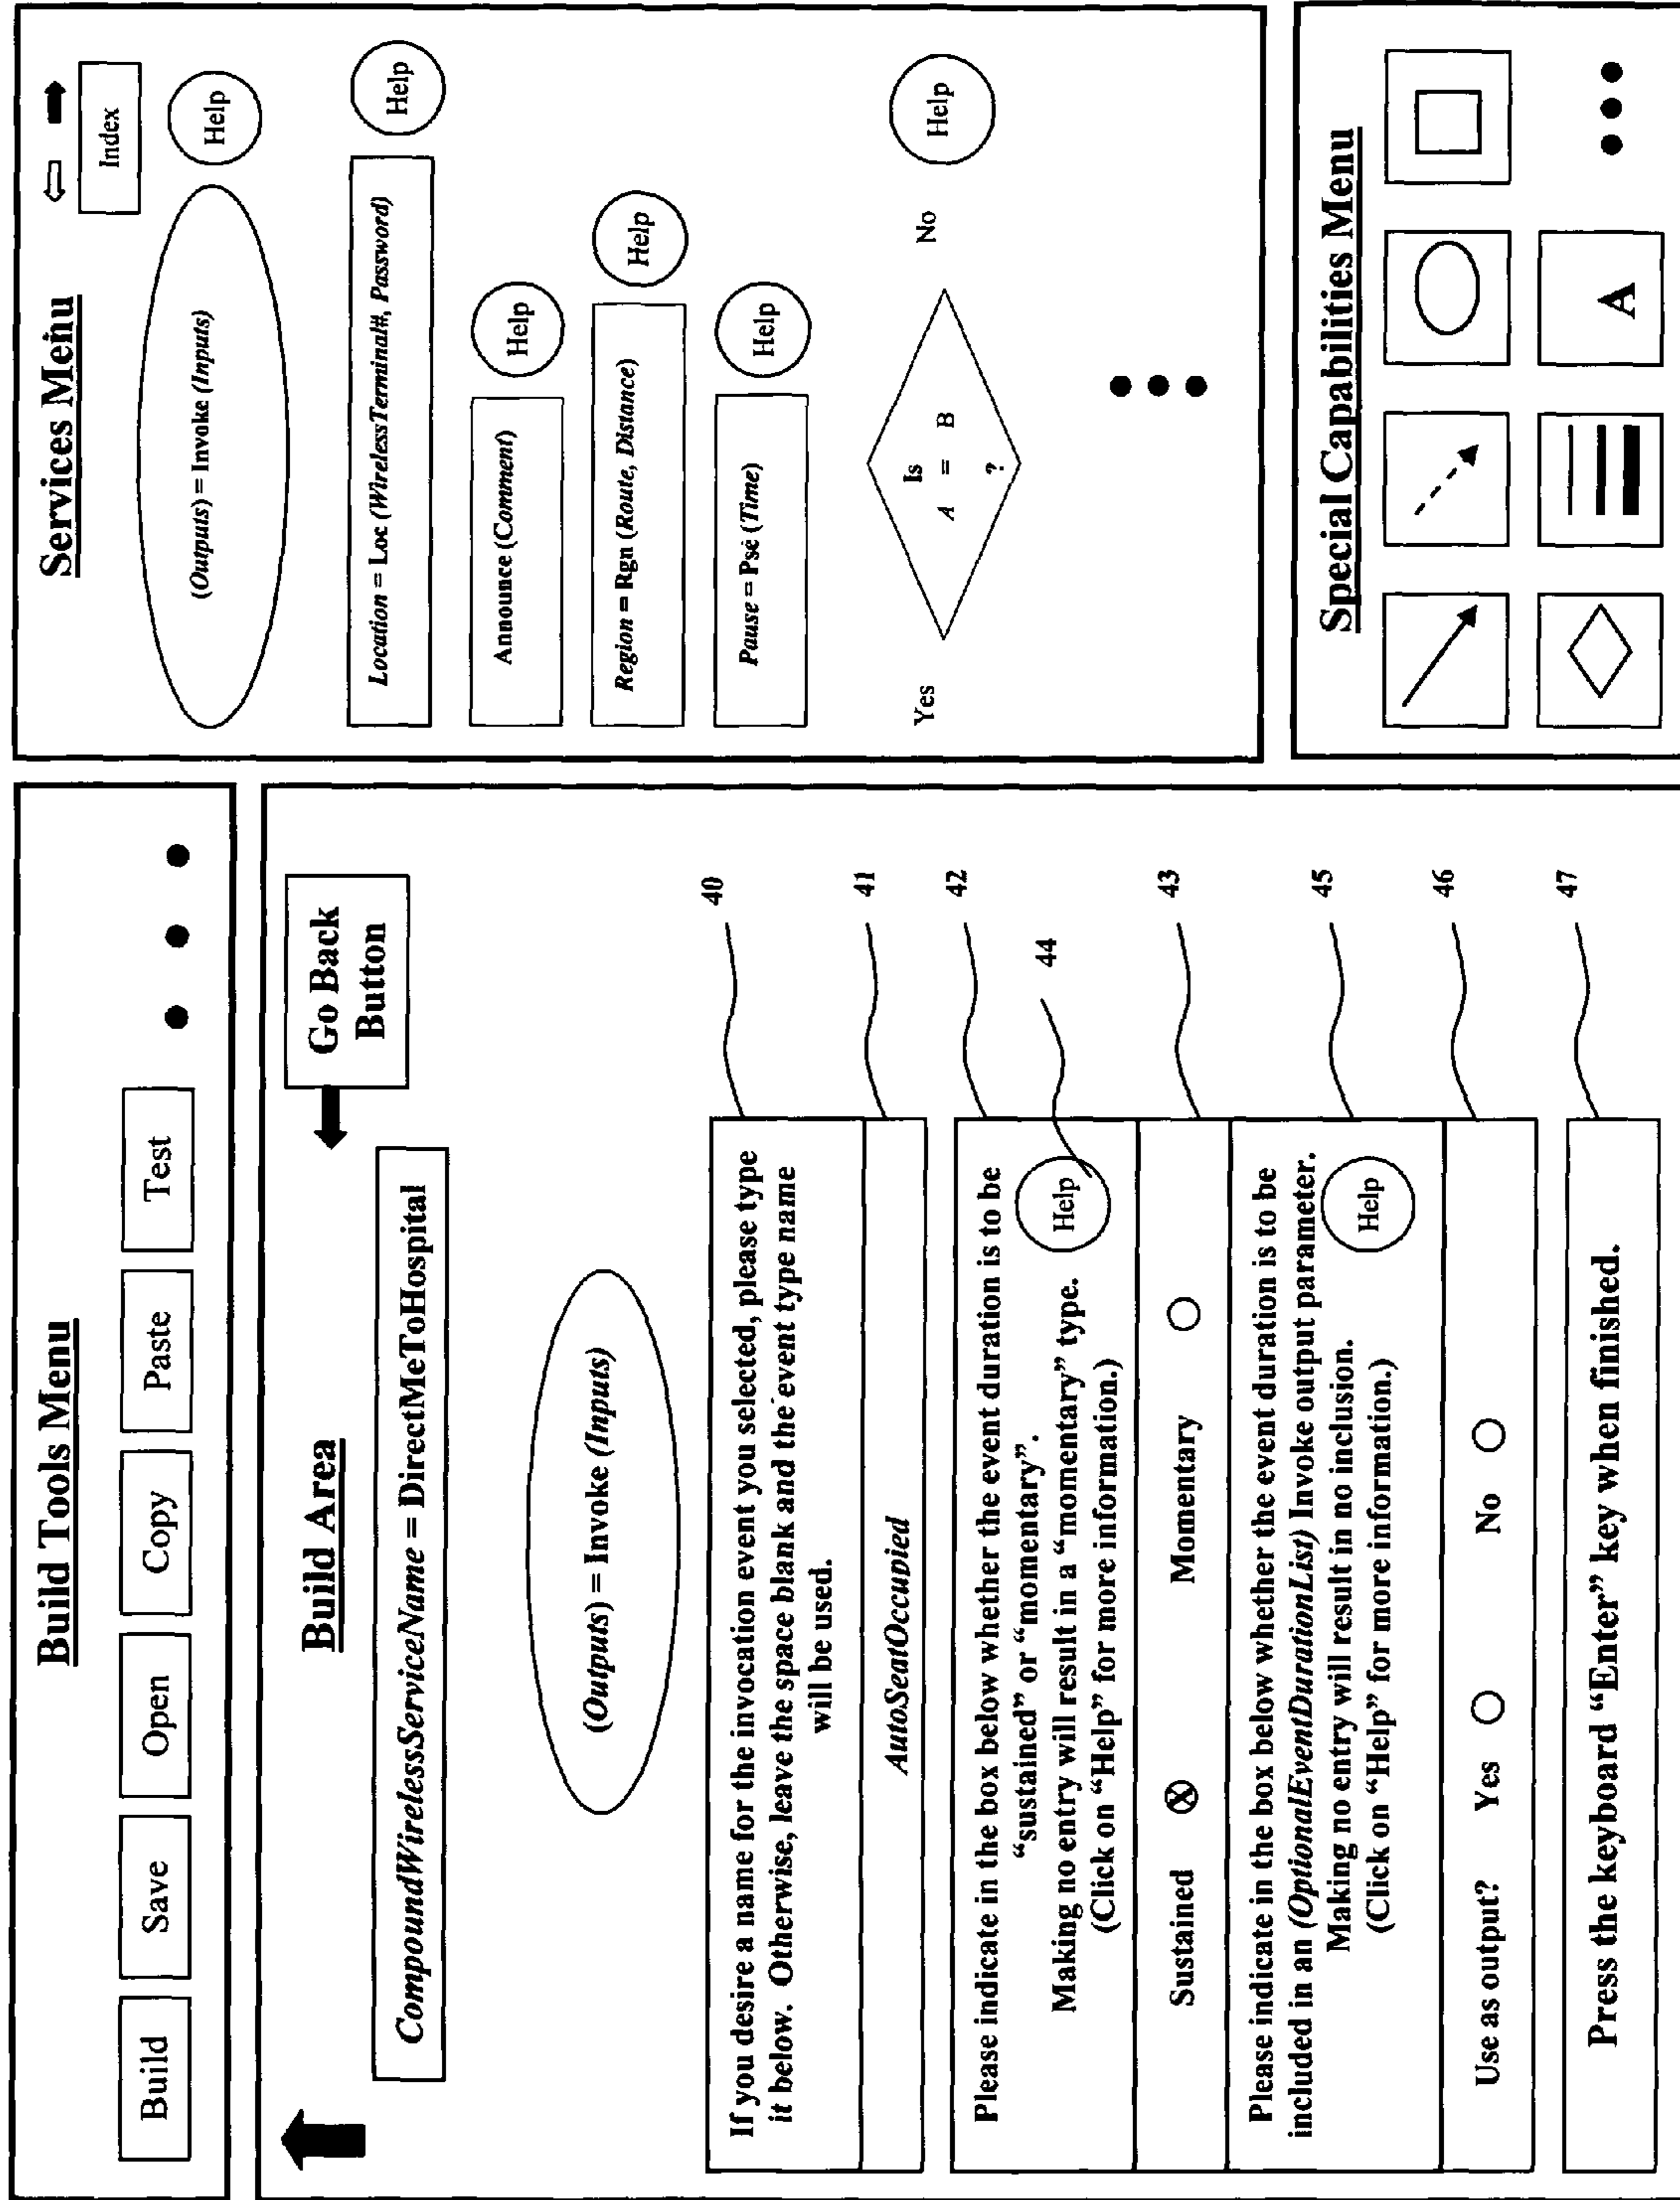 Build Tools Menu
Build
Save
Open
Copy
Paste
Test
Build Area
Go Back
Button
CompoundWirelessServiceName = DirectMeToHospital
(Outputs) = Invoke (Inputs)
If you desire a name for the invocation event you selected, please type
it below. Otherwise, leave the space blank and the event type name
will be used.
40
AutoSeatOccupied
41
Please indicate in the box below whether the event duration is to be
“sustained” or “momentary”.
Making no entry will result in a “momentary” type.
(Click on “Help” for more information.)
Help
42
44
Sustained Momentary
43
Please indicate in the box below whether the event duration is to be
included in an (OptionalEventDurationList) Invoke output parameter.
Making no entry will result in no inclusion.
(Click on “Help” for more information.)
Help
45
Use as output? Yes No
46
Press the keyboard “Enter” key when finished.
47
Services Menu
Index
(Outputs) = Invoke (Inputs)
Help
Location = Loc (WirelessTerminal#, Password)
Help
Announce (Comment)
Help
Region = Rgn (Route, Distance)
Help
Pause = Pse (Time)
Help
Yes
Is
A = B
?
No
Help
Special Capabilities Menu
A